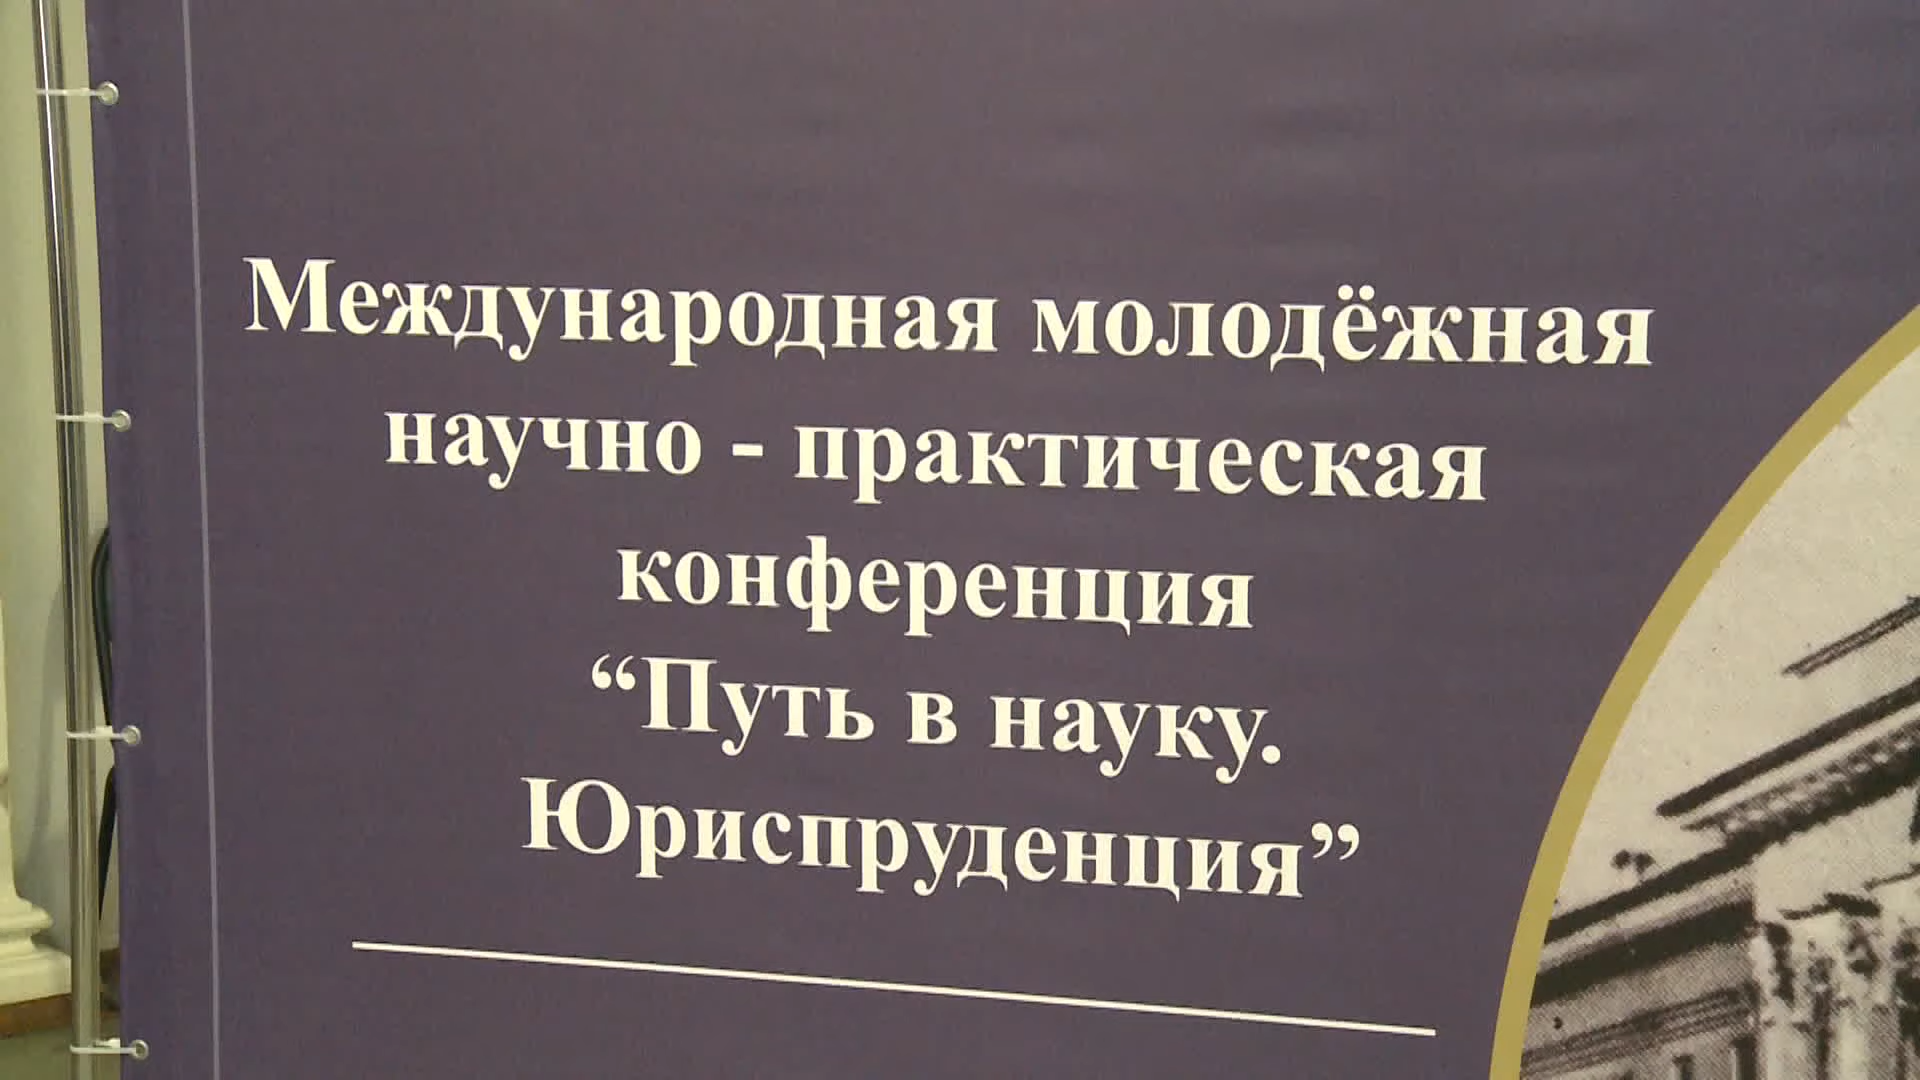 Международная молодёжная
научно - практическая
конференция
“Путь в науку.
Юриспруденция”